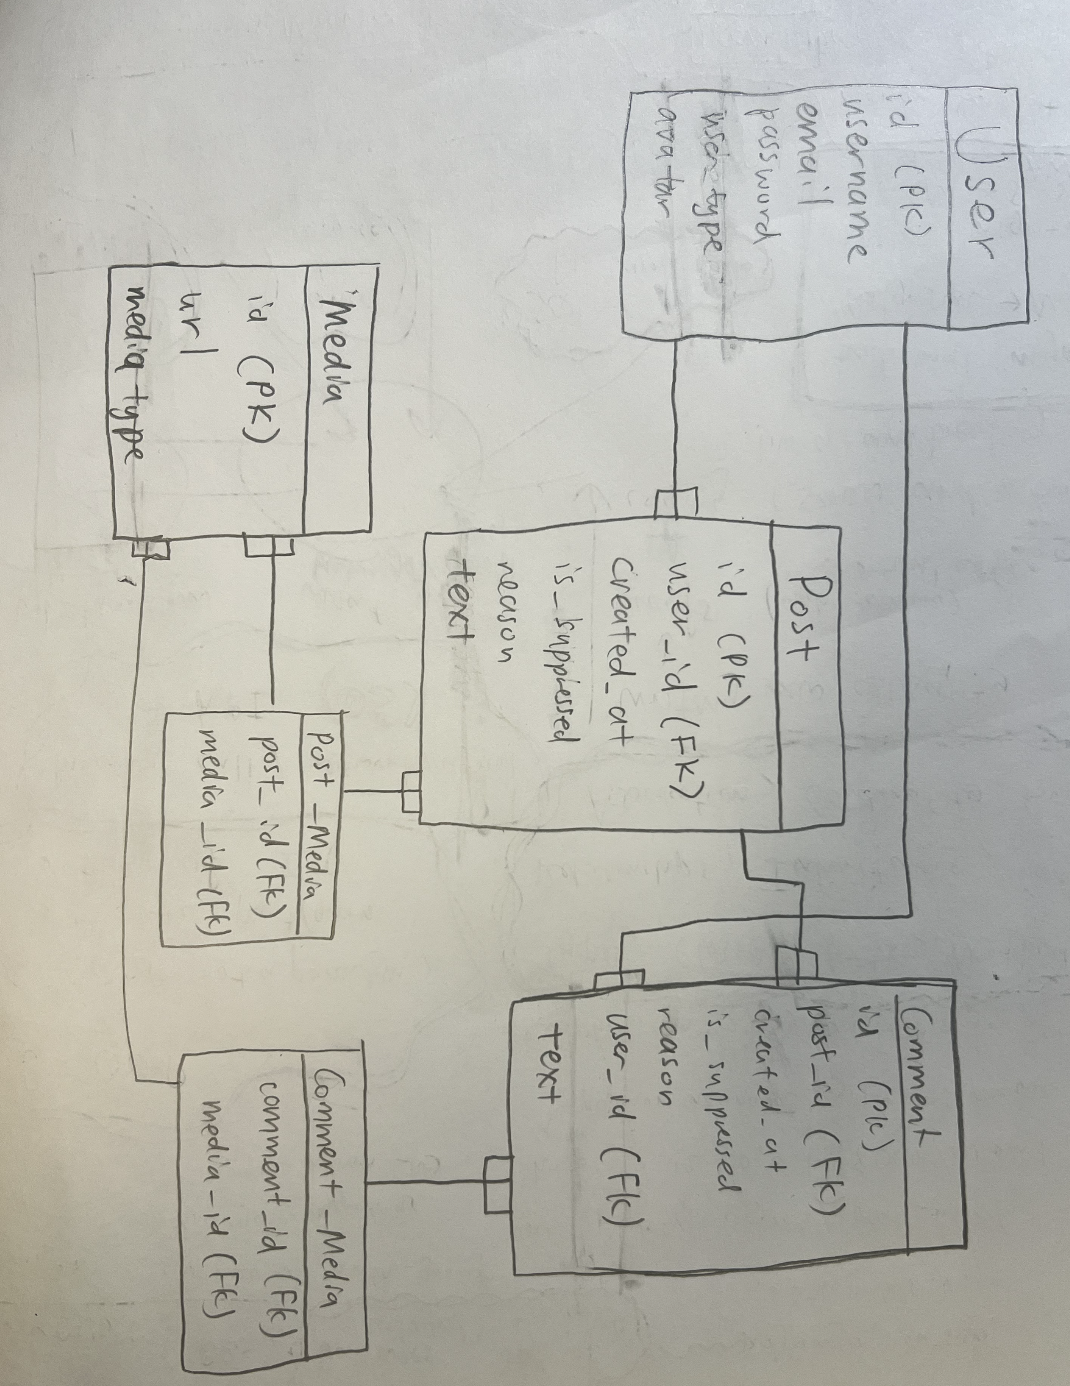 User
id (PK)
username
email
password
user_type
avatar
Post
id (PK)
user_id (FK)
created_at
is_suppressed
reason
text
Comment
id (PK)
post_id (FK)
created_at
is_suppressed
reason
user_id (FK)
text
Media
id (PK)
url
media_type
Post_Media
post_id (FK)
media_id (FK)
Comment_Media
comment_id (FK)
media_id (FK)